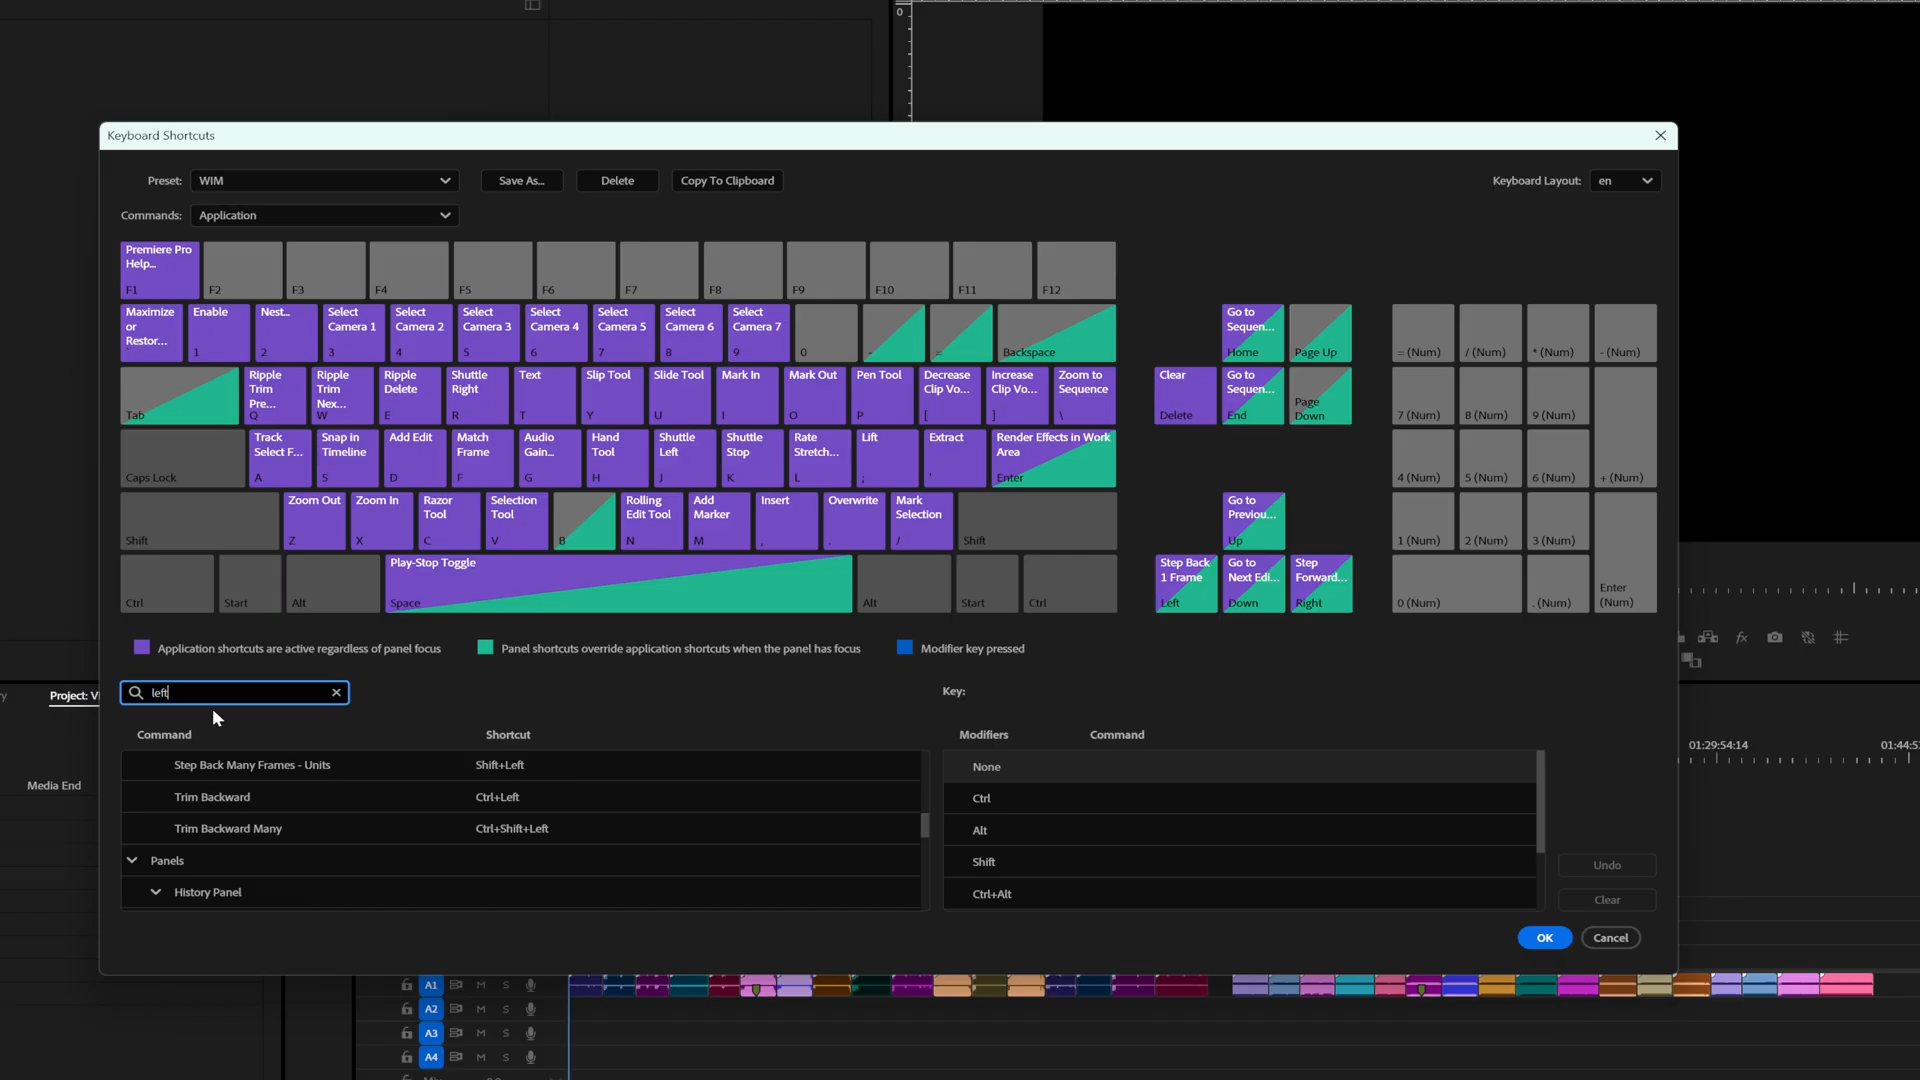 0
Keyboard Shortcuts
Preset: WIM Save As... Delete Copy To Clipboard Keyboard Layout: en
Commands: Application
Premiere Pro Help... F1 F2 F3 F4 F5 F6 F7 F8 F9 F10 F11 F12
Maximize or Restor... ` Enable 1 Nest... 2 Select Camera 1 3 Select Camera 2 4 Select Camera 3 5 Select Camera 4 6 Select Camera 5 7 Select Camera 6 8 Select Camera 7 9 0 - = Backspace
Go to Sequen... Home Page Up = (Num) / (Num) * (Num) - (Num)
Tab Ripple Trim Pre... Q Ripple Trim Nex... W Ripple Delete E Shuttle Right R Text T Slip Tool Y Slide Tool U Mark In I Mark Out O Pen Tool P Decrease Clip Vo... [ Increase Clip Vo... ] Zoom to Sequence \
Clear Delete Go to Sequen... End Page Down 7 (Num) 8 (Num) 9 (Num)
Caps Lock Track Select F... A Snap in Timeline S Add Edit D Match Frame F Audio Gain... G Hand Tool H Shuttle Left J Shuttle Stop K Rate Stretch... L Lift ; Extract ' Render Effects in Work Area Enter
4 (Num) 5 (Num) 6 (Num) + (Num)
Shift Zoom Out Z Zoom In X Razor Tool C Selection Tool V B Rolling Edit Tool N Add Marker M Insert , Overwrite . Mark Selection / Shift
Go to Previou... Up 1 (Num) 2 (Num) 3 (Num)
Ctrl Start Alt Play-Stop Toggle Space Alt Start Ctrl
Step Back 1 Frame Left Go to Next Edi... Down Step Forward... Right 0 (Num) . (Num) Enter (Num)
Application shortcuts are active regardless of panel focus Panel shortcuts override application shortcuts when the panel has focus Modifier key pressed
fx
left
Key:
Project: V
Command Shortcut Modifiers Command
01:29:54:14 01:44:5
Step Back Many Frames - Units Shift+Left
None
Media End
Trim Backward Ctrl+Left
Ctrl
Trim Backward Many Ctrl+Shift+Left
Alt
Panels
Shift
Undo
History Panel
Ctrl+Alt
Clear
OK Cancel
A1 M S
A2 M S
A3 M S
A4 M S